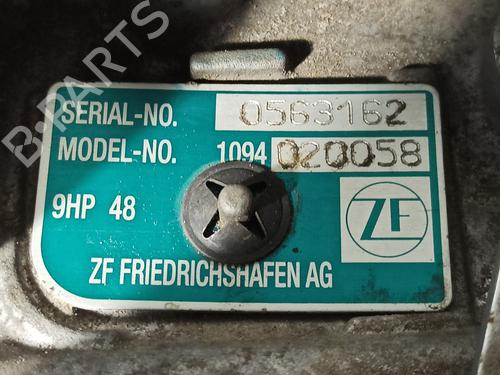 B-PARTS
SERIAL-NO. 0563162
MODEL-NO. 1094 020058
9HP 48
ZF
ZF FRIEDRICHSHAFEN AG